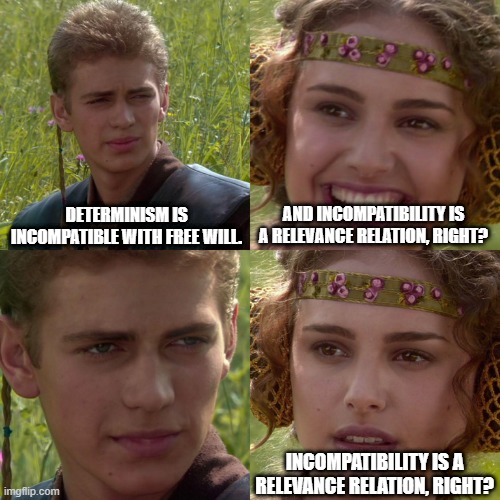 DETERMINISM IS
INCOMPATIBLE WITH FREE WILL.
AND INCOMPATIBILITY IS
A RELEVANCE RELATION, RIGHT?
INCOMPATIBILITY IS A
RELEVANCE RELATION, RIGHT?
imgflip.com